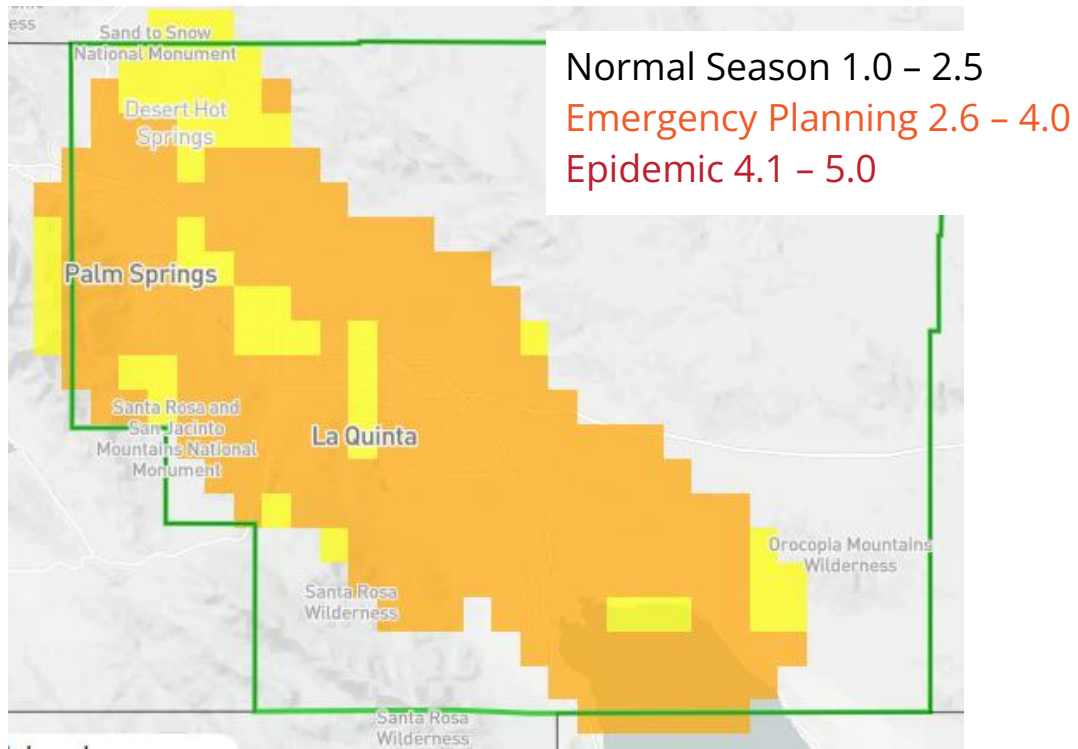 ess
Sand to Snow
National Monument
Normal Season 1.0 – 2.5
Emergency Planning 2.6 – 4.0
Epidemic 4.1 – 5.0
Desert Hot
Springs
Palm Springs
Santa Rosa and
San Jacinto
Mountains National
Monument
La Quinta
Orocopia Mountains
Wilderness
Santa Rosa
Wilderness
Santa Rosa
Wilderness